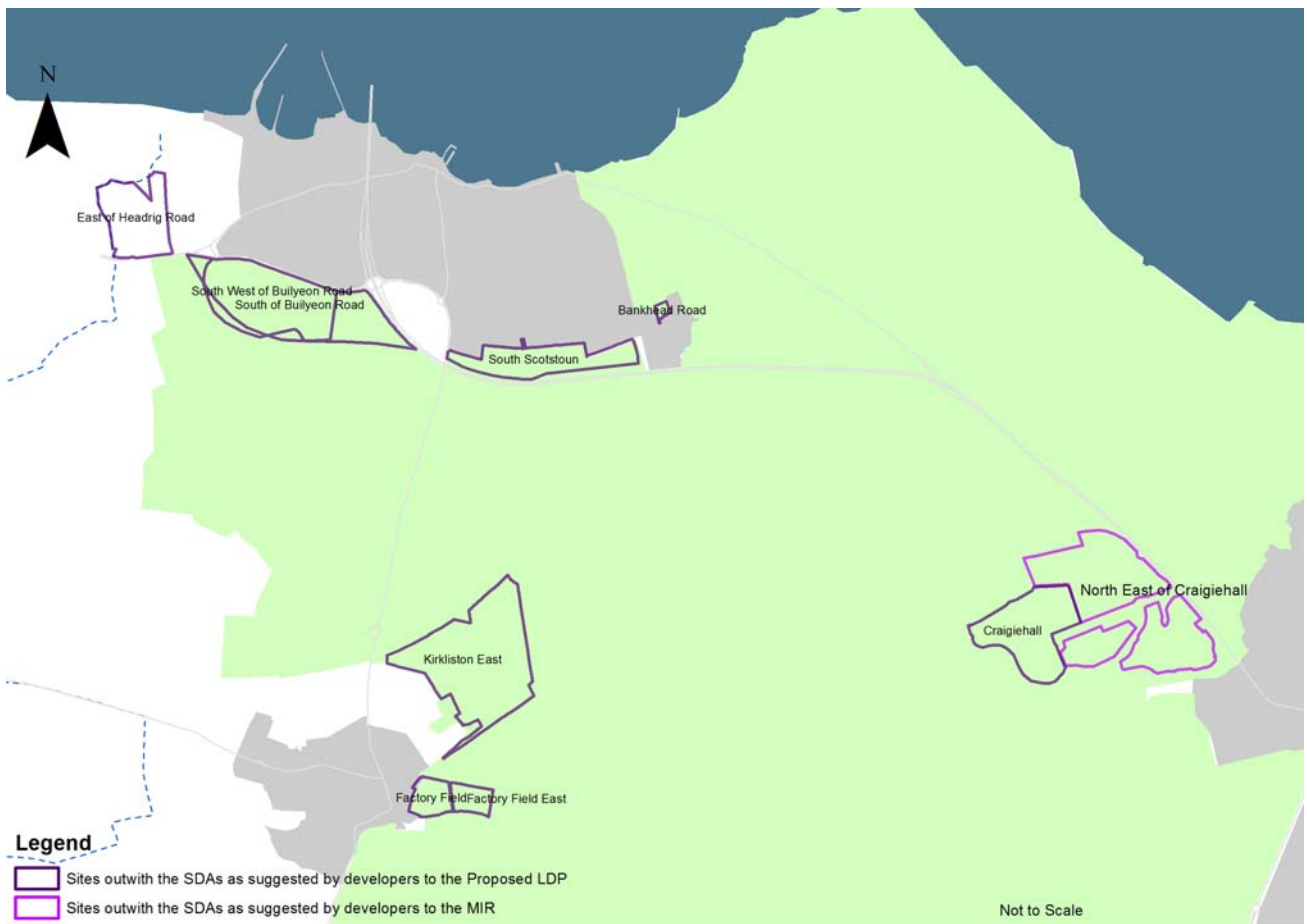 N
East of Headrig Road
South West of Builyeon Road
South of Builyeon Road
Bankhead Road
South Scotstoun
North East of Craigiehall
Craigiehall
Kirkliston East
Factory Field
Factory Field East
Legend
Sites outwith the SDAs as suggested by developers to the Proposed LDP
Sites outwith the SDAs as suggested by developers to the MIR
Not to Scale